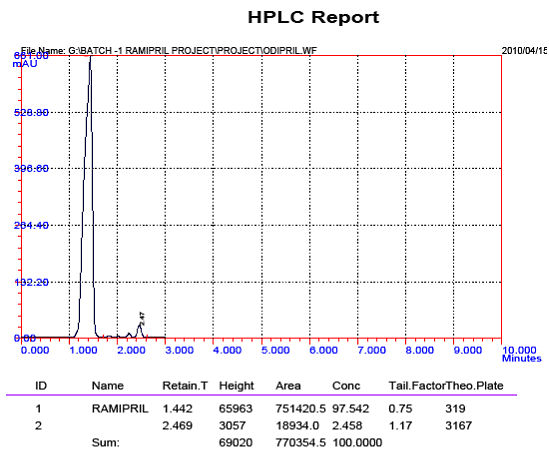 HPLC Report
File Name: G:\BATCH -1 RAMIPRIL PROJECT\PROJECT\ODIPRIL.WF 2010/04/15
661.00
mAU
528.80
396.60
264.40
132.20
0.00
2.47
0.000 1.000 2.000 3.000 4.000 5.000 6.000 7.000 8.000 9.000 10.000
Minutes
ID Name Retain.T Height Area Conc Tail.FactorTheo.Plate
1 RAMIPRIL 1.442 65963 751420.5 97.542 0.75 319
2 2.469 3057 18934.0 2.458 1.17 3167
Sum: 69020 770354.5 100.0000